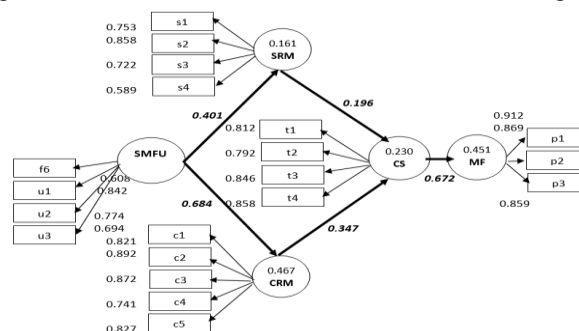 0.753 s1
0.858 s2
0.722 s3
0.589 s4
0.161
SRM
0.401
0.196
0.812 t1
0.792 t2
0.846 t3
0.858 t4
0.230
CS
0.672
0.451
MF
0.912
0.869
p1
p2
p3
0.859
SMFU
f6
u1
u2
u3
0.608
0.842
0.774
0.694
0.684
0.347
0.821 c1
0.892 c2
0.872 c3
0.741 c4
0.827 c5
0.467
CRM